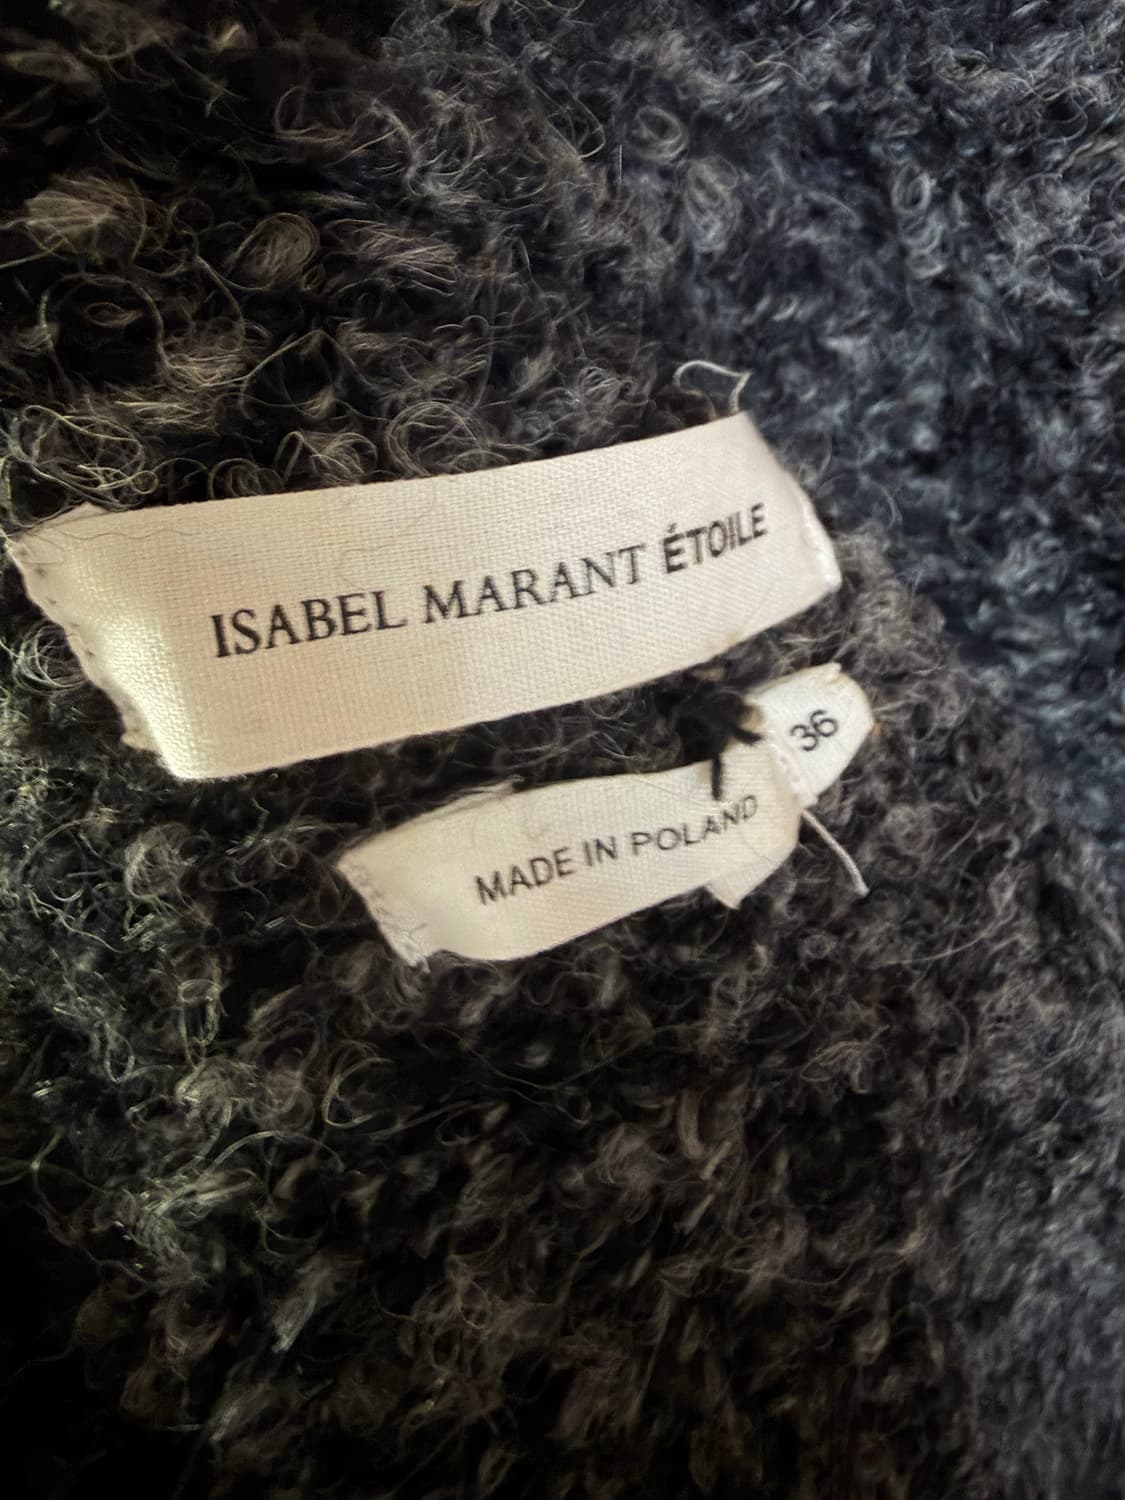 ISABEL MARANT ÉTOILE
36
MADE IN POLAND